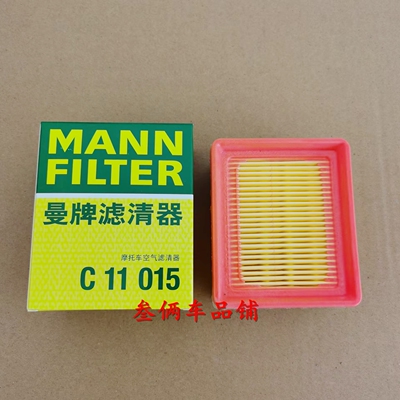 MANN
FILTER
曼牌滤清器
摩托车空气滤清器
C 11 015
叁俩车品铺